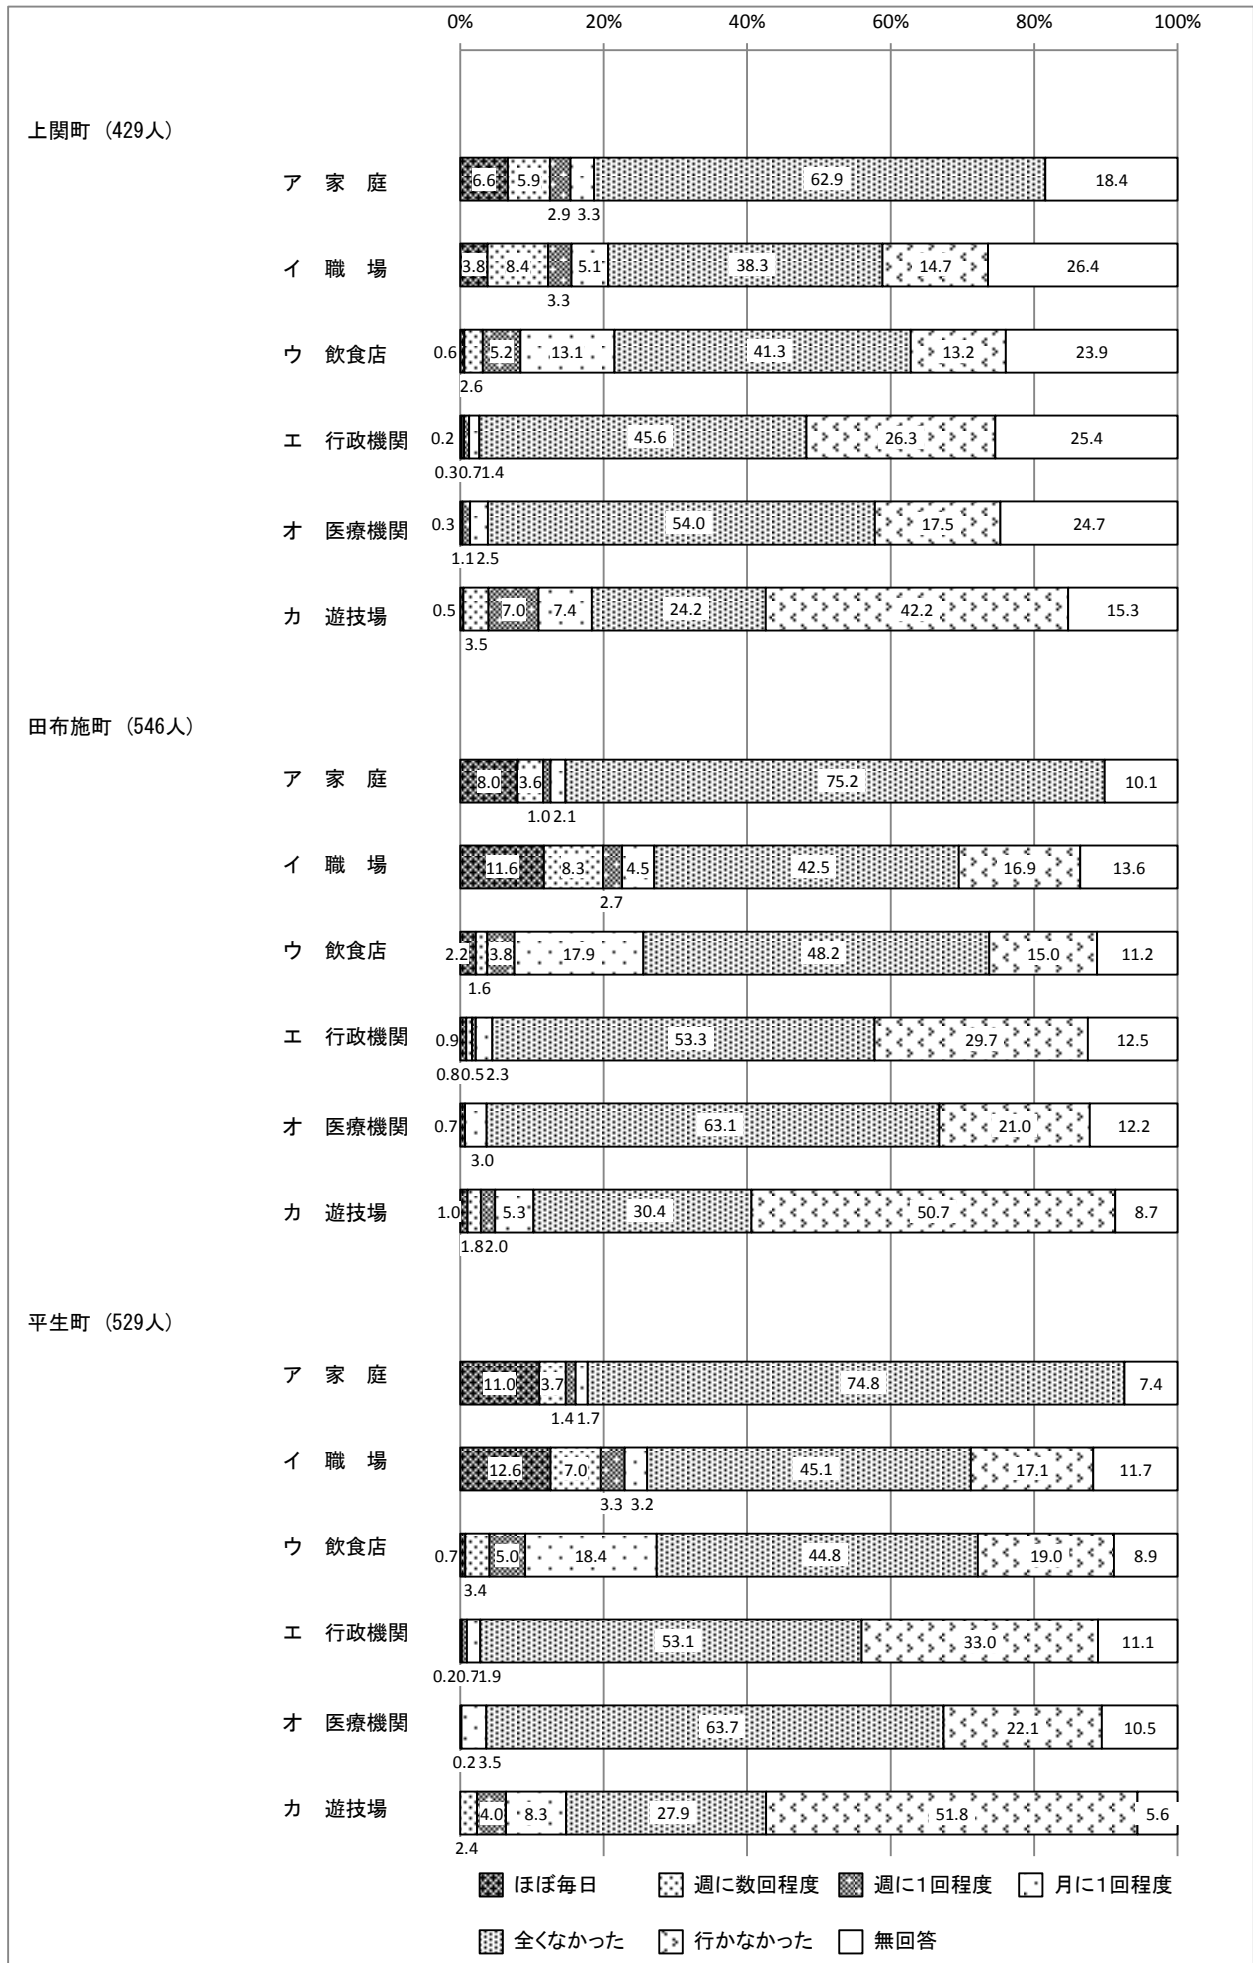 0% 20% 40% 60% 80% 100%
上関町 (429人)
ア 家 庭 6.6 5.9 62.9 18.4
2.9 3.3
イ 職 場 3.8 8.4 5.1 38.3 14.7 26.4
3.3
ウ 飲食店 0.6 5.2 13.1 41.3 13.2 23.9
2.6
エ 行政機関 0.2 45.6 26.3 25.4
0.3 0.7 1.4
オ 医療機関 0.3 54.0 17.5 24.7
1.1 2.5
カ 遊技場 0.5 7.0 7.4 24.2 42.2 15.3
3.5
田布施町 (546人)
ア 家 庭 8.0 3.6 75.2 10.1
1.0 2.1
イ 職 場 11.6 8.3 4.5 42.5 16.9 13.6
2.7
ウ 飲食店 2.2 3.8 17.9 48.2 15.0 11.2
1.6
エ 行政機関 0.9 53.3 29.7 12.5
0.8 0.5 2.3
オ 医療機関 0.7 63.1 21.0 12.2
3.0
カ 遊技場 1.0 5.3 30.4 50.7 8.7
1.8 2.0
平生町 (529人)
ア 家 庭 11.0 3.7 74.8 7.4
1.4 1.7
イ 職 場 12.6 7.0 45.1 17.1 11.7
3.3 3.2
ウ 飲食店 0.7 5.0 18.4 44.8 19.0 8.9
3.4
エ 行政機関 53.1 33.0 11.1
0.2 0.7 1.9
オ 医療機関 63.7 22.1 10.5
0.2 3.5
カ 遊技場 4.0 8.3 27.9 51.8 5.6
2.4
ほぼ毎日 週に数回程度 週に1回程度 月に1回程度
全くなかった 行かなかった 無回答